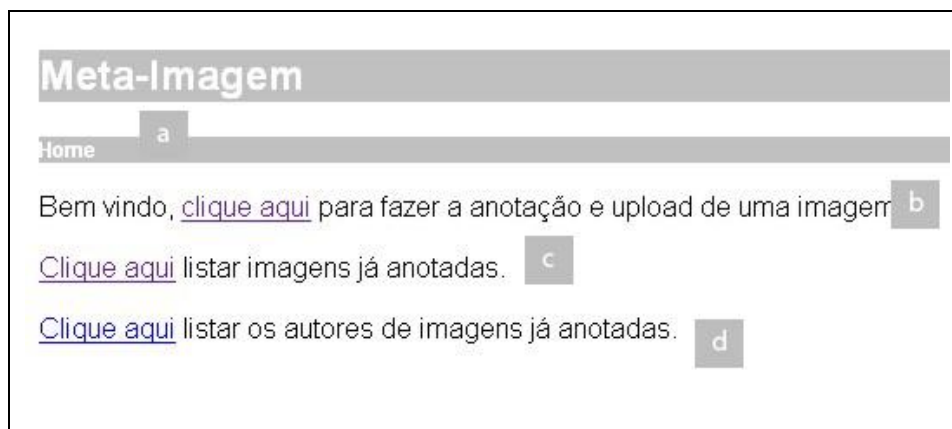 Meta-Imagem
a
Home
Bem vindo, clique aqui para fazer a anotação e upload de uma imagem
b
Clique aqui listar imagens já anotadas.
c
Clique aqui listar os autores de imagens já anotadas.
d